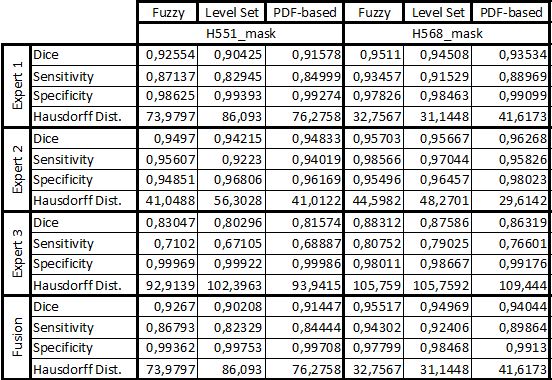 Fuzzy Level Set PDF-based Fuzzy Level Set PDF-based
H551_mask H568_mask
Expert 1
Dice 0,92554 0,90425 0,91578 0,9511 0,94508 0,93534
Sensitivity 0,87137 0,82945 0,84999 0,93457 0,91529 0,88969
Specificity 0,98625 0,99393 0,99274 0,97826 0,98463 0,99099
Hausdorff Dist. 73,9797 86,093 76,2758 32,7567 31,1448 41,6173
Expert 2
Dice 0,9497 0,94215 0,94833 0,95703 0,95667 0,96268
Sensitivity 0,95607 0,9223 0,94019 0,98566 0,97044 0,95826
Specificity 0,94851 0,96806 0,96169 0,95496 0,96457 0,98023
Hausdorff Dist. 41,0488 56,3028 41,0122 44,5982 48,2701 29,6142
Expert 3
Dice 0,83047 0,80296 0,81574 0,88312 0,87586 0,86319
Sensitivity 0,7102 0,67105 0,68887 0,80752 0,79025 0,76601
Specificity 0,99969 0,99922 0,99986 0,98011 0,98667 0,99176
Hausdorff Dist. 92,9139 102,3963 93,9415 105,759 105,7592 109,444
Fusion
Dice 0,9267 0,90208 0,91447 0,95517 0,94969 0,94044
Sensitivity 0,86793 0,82329 0,84444 0,94302 0,92406 0,89864
Specificity 0,99362 0,99753 0,99708 0,97799 0,98468 0,9913
Hausdorff Dist. 73,9797 86,093 76,2758 32,7567 31,1448 41,6173